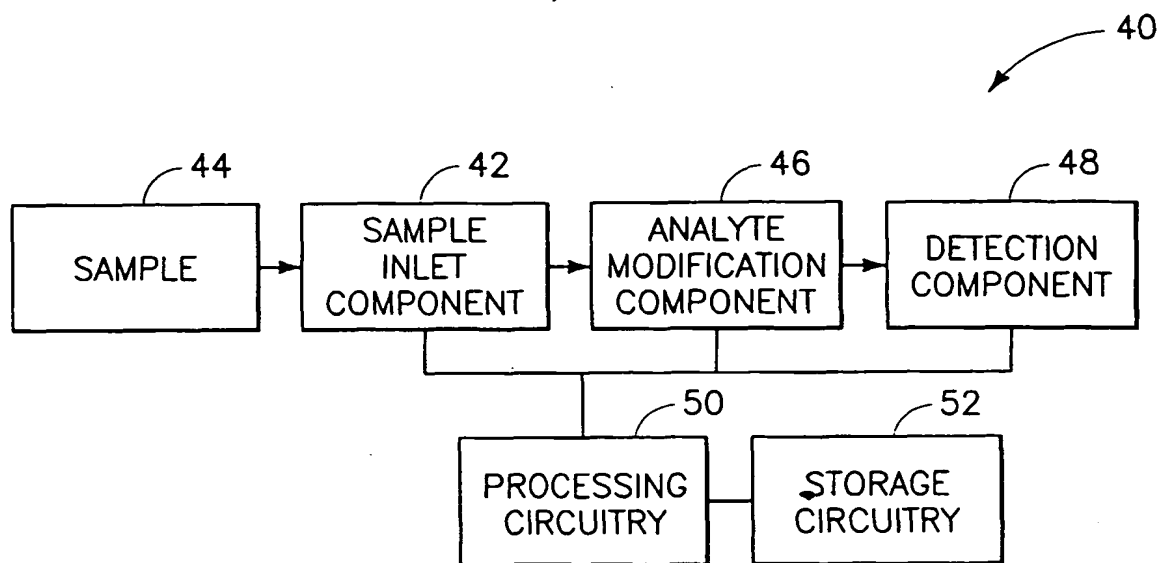 40
44
42
46
48
SAMPLE
SAMPLE
INLET
COMPONENT
ANALYTE
MODIFICATION
COMPONENT
DETECTION
COMPONENT
50
52
PROCESSING
CIRCUITRY
STORAGE
CIRCUITRY